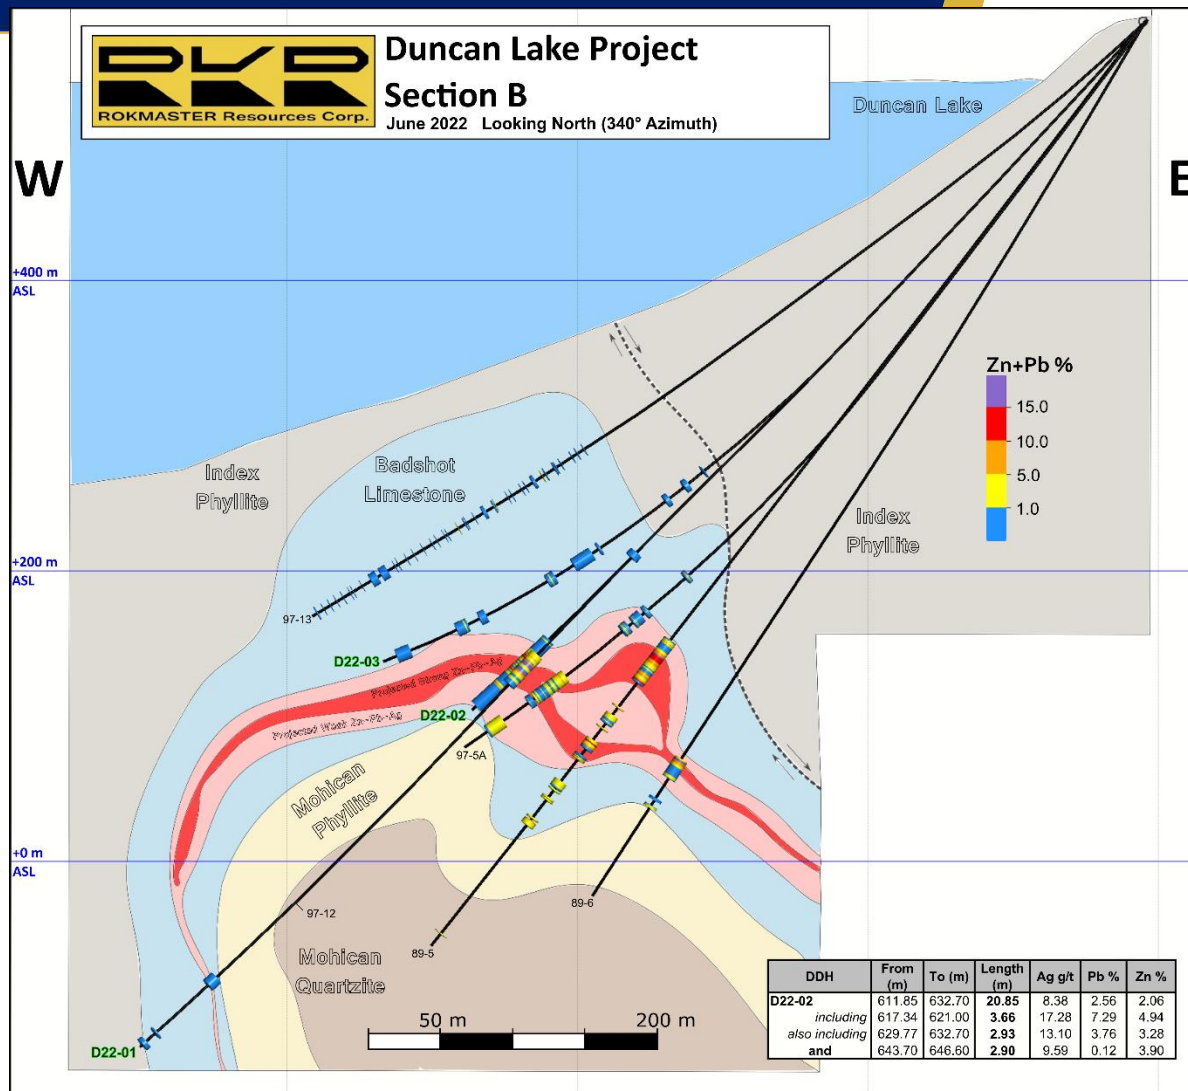 Duncan Lake Project
Section B
June 2022 Looking North (340° Azimuth)
RKR
ROKMASTER Resources Corp.
W
E
Duncan Lake
+400 m
ASL
Zn+Pb %
15.0
10.0
5.0
1.0
Index
Phyllite
Badshot
Limestone
Index
Phyllite
+200 m
ASL
97-13
D22-03
Projected Strong Zn-Pb-Ag
Projected Weak Zn-Pb-Ag
D22-02
97-5A
Mohican
Phyllite
+0 m
ASL
97-12
89-6
89-5
Mohican
Quartzite
D22-01
50 m 200 m
DDH From (m) To (m) Length (m) Ag g/t Pb % Zn %
D22-02 611.85 632.70 20.85 8.38 2.56 2.06
including 617.34 621.00 3.66 17.28 7.29 4.94
also including 629.77 632.70 2.93 13.10 3.76 3.28
and 643.70 646.60 2.90 9.59 0.12 3.90